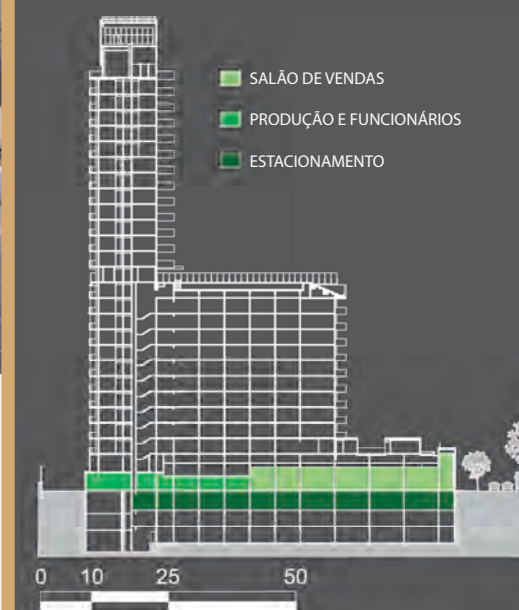 SALÃO DE VENDAS
PRODUÇÃO E FUNCIONÁRIOS
ESTACIONAMENTO
0 10 25 50